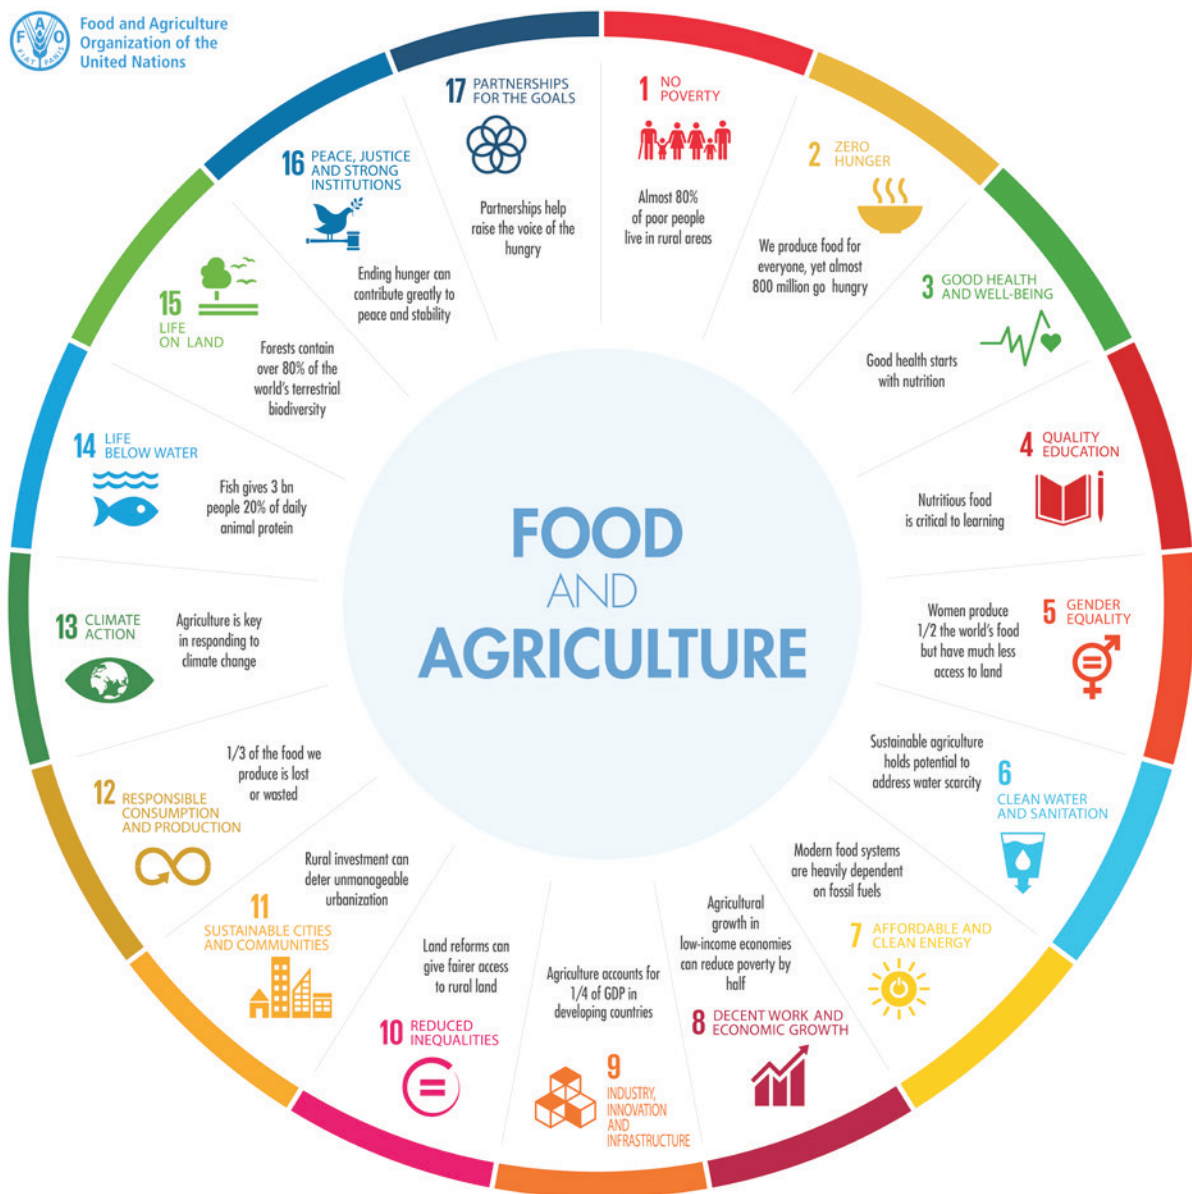 Food and Agriculture
Organization of the
United Nations
F A O
FIAT PANIS
1 NO
POVERTY
Almost 80%
of poor people
live in rural areas
2 ZERO
HUNGER
We produce food for
everyone, yet almost
800 million go hungry
3 GOOD HEALTH
AND WELL-BEING
Good health starts
with nutrition
4 QUALITY
EDUCATION
Nutritious food
is critical to learning
5 GENDER
EQUALITY
Women produce
1/2 the world's food
but have much less
access to land
6
CLEAN WATER
AND SANITATION
Sustainable agriculture
holds potential to
address water scarcity
7 AFFORDABLE AND
CLEAN ENERGY
Modern food systems
are heavily dependent
on fossil fuels
8 DECENT WORK AND
ECONOMIC GROWTH
Agricultural
growth in
low-income economies
can reduce poverty by
half
9
INDUSTRY,
INNOVATION
AND
INFRASTRUCTURE
Agriculture accounts for
1/4 of GDP in
developing countries
10 REDUCED
INEQUALITIES
Land reforms can
give fairer access
to rural land
11
SUSTAINABLE CITIES
AND COMMUNITIES
Rural investment can
deter unmanageable
urbanization
12 RESPONSIBLE
CONSUMPTION
AND PRODUCTION
1/3 of the food we
produce is lost
or wasted
13 CLIMATE
ACTION
Agriculture is key
in responding to
climate change
14 LIFE
BELOW WATER
Fish gives 3 bn
people 20% of daily
animal protein
15
LIFE
ON LAND
Forests contain
over 80% of the
world's terrestrial
biodiversity
16 PEACE, JUSTICE
AND STRONG
INSTITUTIONS
Ending hunger can
contribute greatly to
peace and stability
17 PARTNERSHIPS
FOR THE GOALS
Partnerships help
raise the voice of the
hungry
FOOD
AND
AGRICULTURE